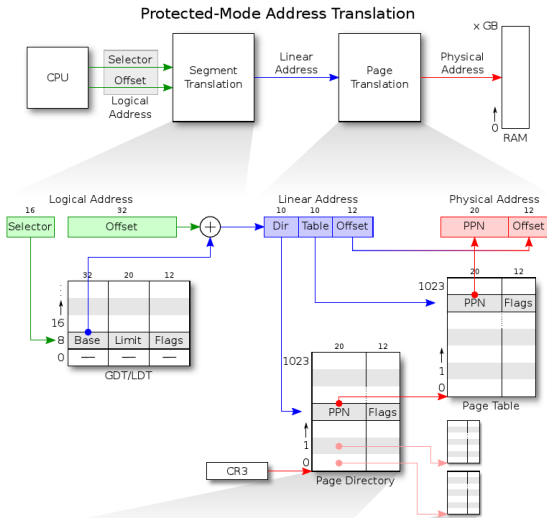 Protected-Mode Address Translation
x GB
Selector
Linear
Address
Physical
Address
CPU
Segment
Translation
Page
Translation
Offset
Logical
Address
0
RAM
Logical Address
Linear Address
Physical Address
16
32
10
10
12
20
12
Selector
Offset
+
Dir
Table
Offset
PPN
Offset
32
20
12
20
12
1023
:
16
8
0
Base
Limit
Flags
PPN
Flags
GDT/LDT
20
12
1023
1
0
Page Table
PPN
Flags
1
0
CR3
Page Directory